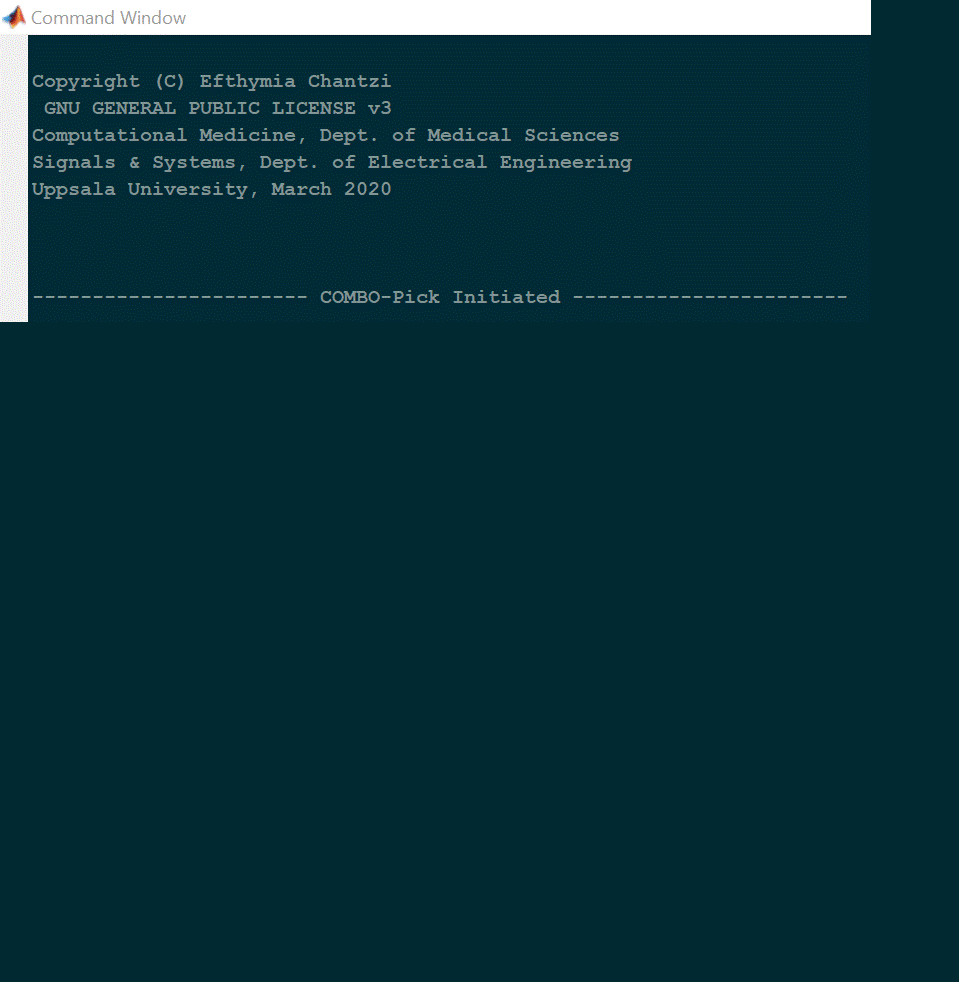 Command Window
Copyright (C) Efthymia Chantzi
GNU GENERAL PUBLIC LICENSE v3
Computational Medicine, Dept. of Medical Sciences
Signals & Systems, Dept. of Electrical Engineering
Uppsala University, March 2020
----------------------- COMBO-Pick Initiated -----------------------